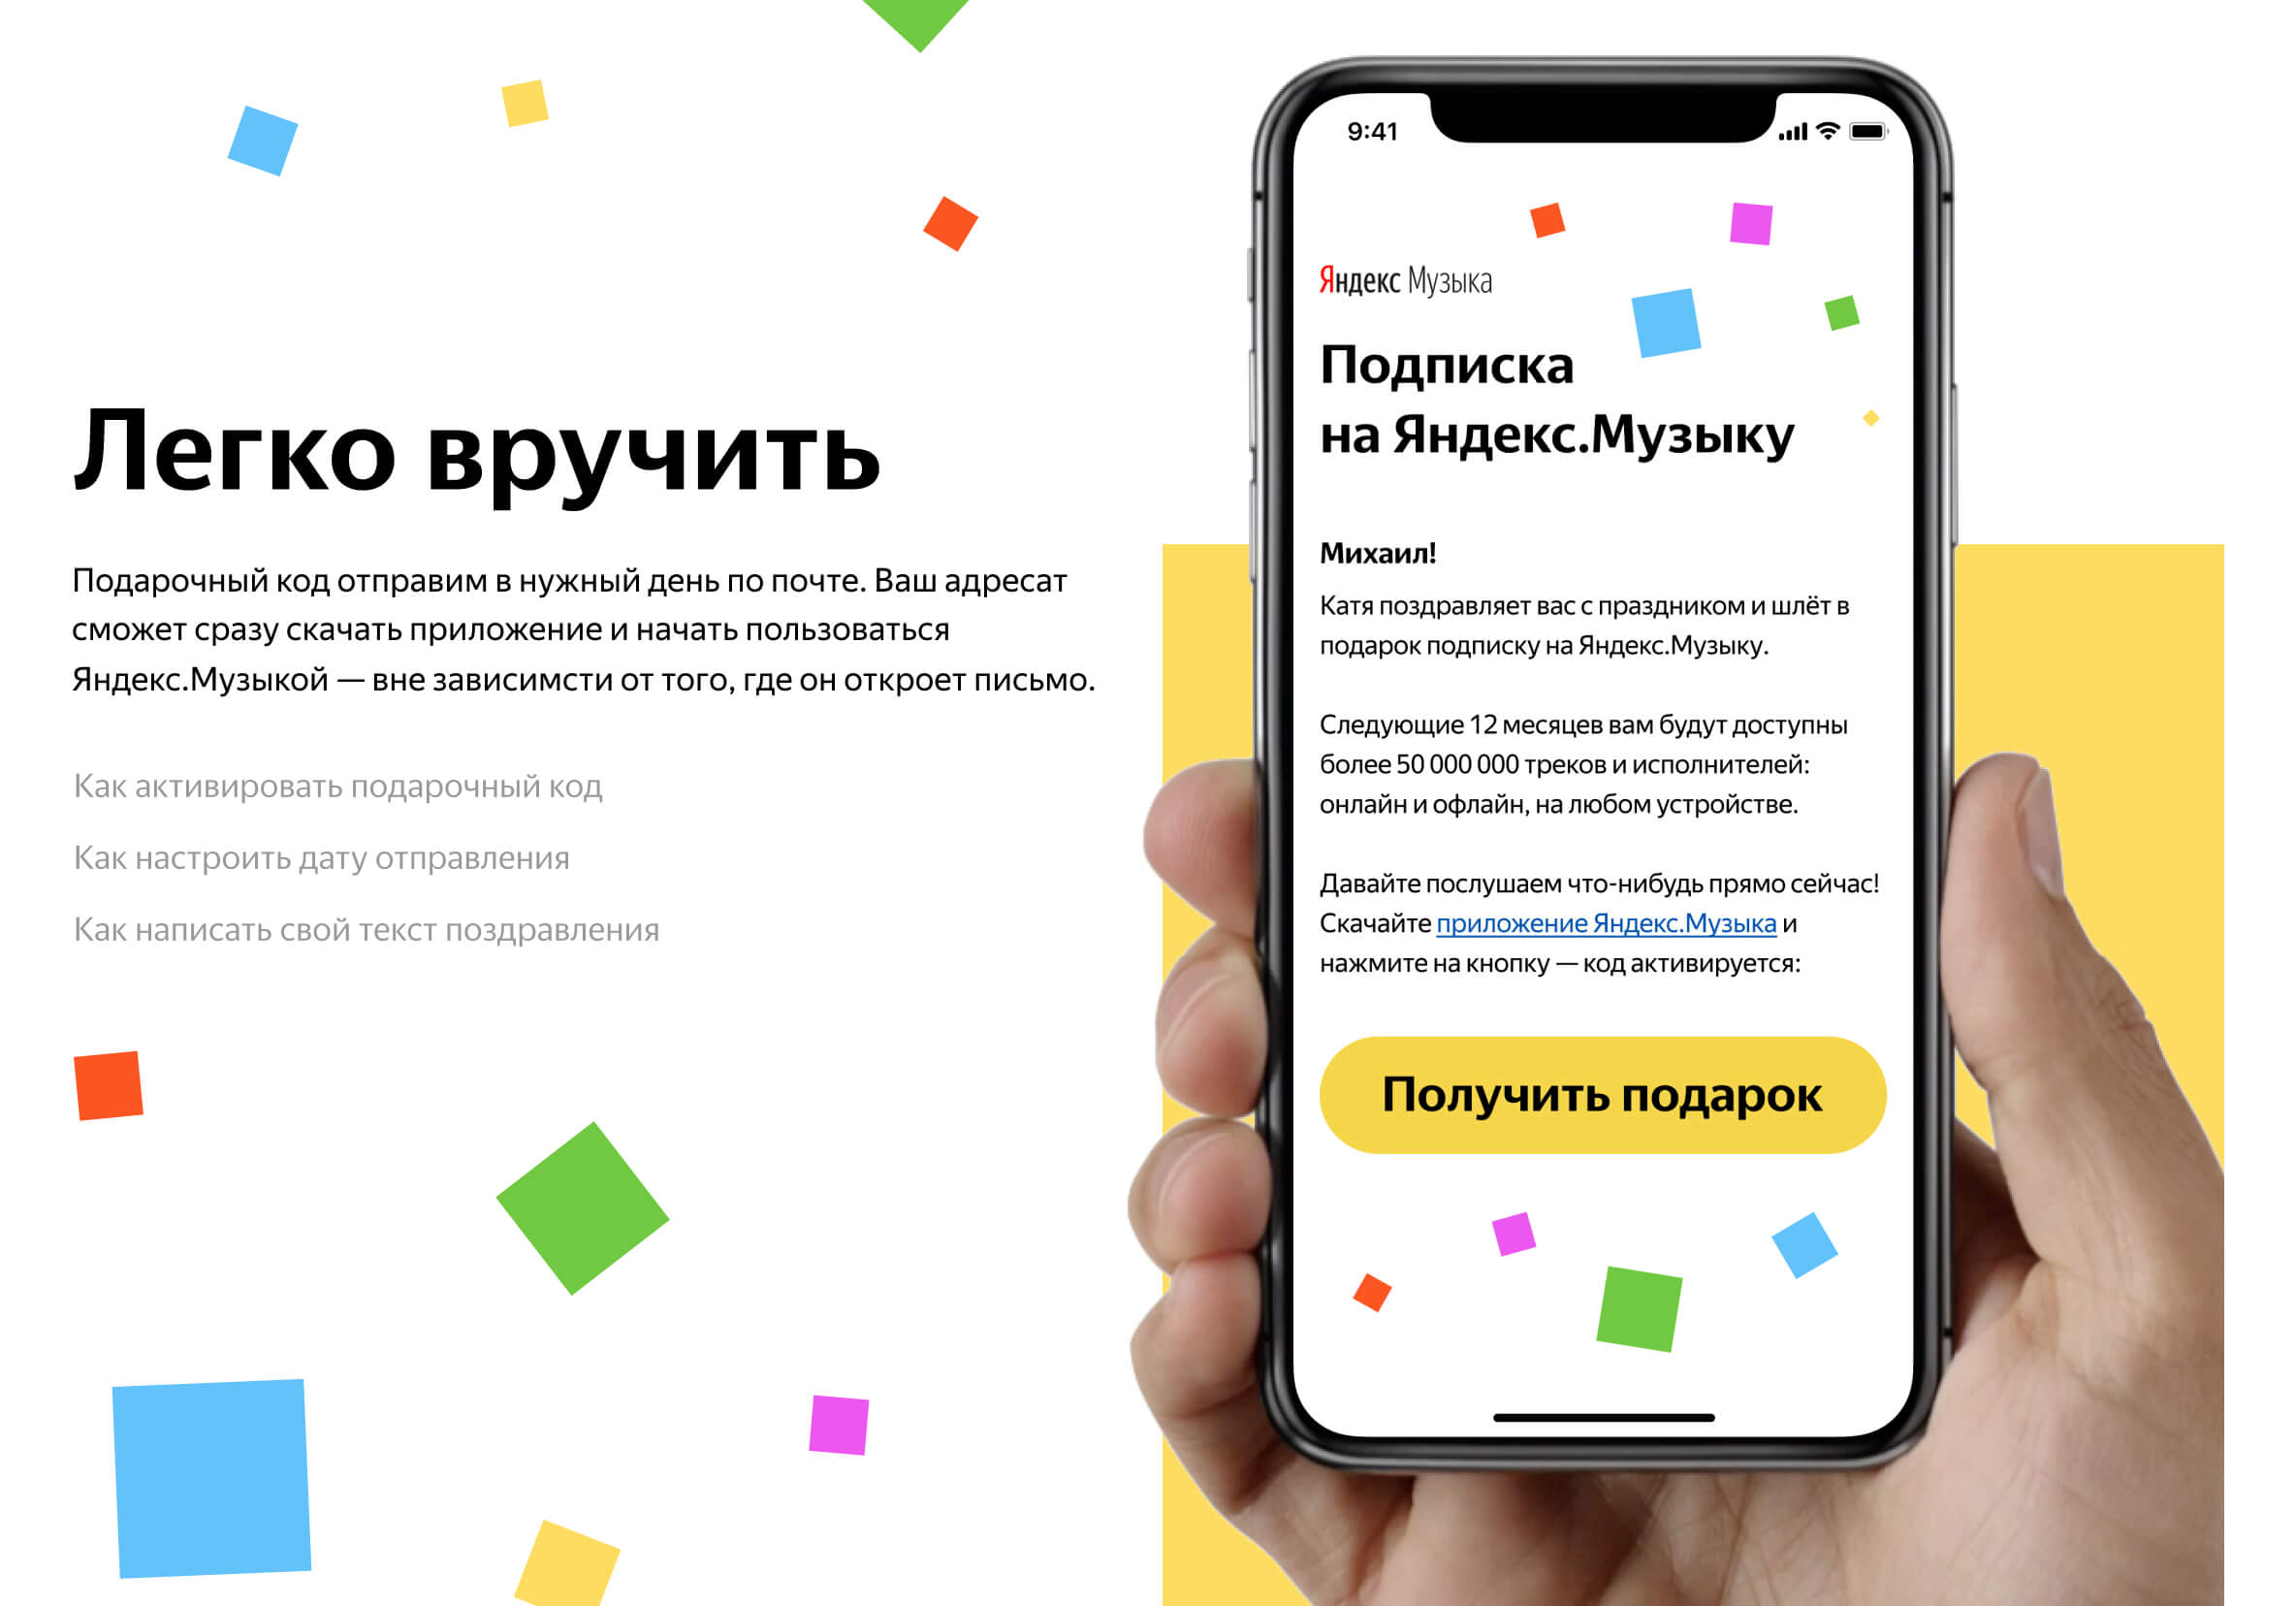 Легко вручить
Подарочный код отправим в нужный день по почте. Ваш адресат
сможет сразу скачать приложение и начать пользоваться
Яндекс.Музыкой — вне зависимсти от того, где он откроет письмо.
Как активировать подарочный код
Как настроить дату отправления
Как написать свой текст поздравления
9:41
Яндекс Музыка
Подписка
на Яндекс.Музыку
Михаил!
Катя поздравляет вас с праздником и шлёт в
подарок подписку на Яндекс.Музыку.
Следующие 12 месяцев вам будут доступны
более 50 000 000 треков и исполнителей:
онлайн и офлайн, на любом устройстве.
Давайте послушаем что-нибудь прямо сейчас!
Скачайте приложение Яндекс.Музыка и
нажмите на кнопку — код активируется:
Получить подарок